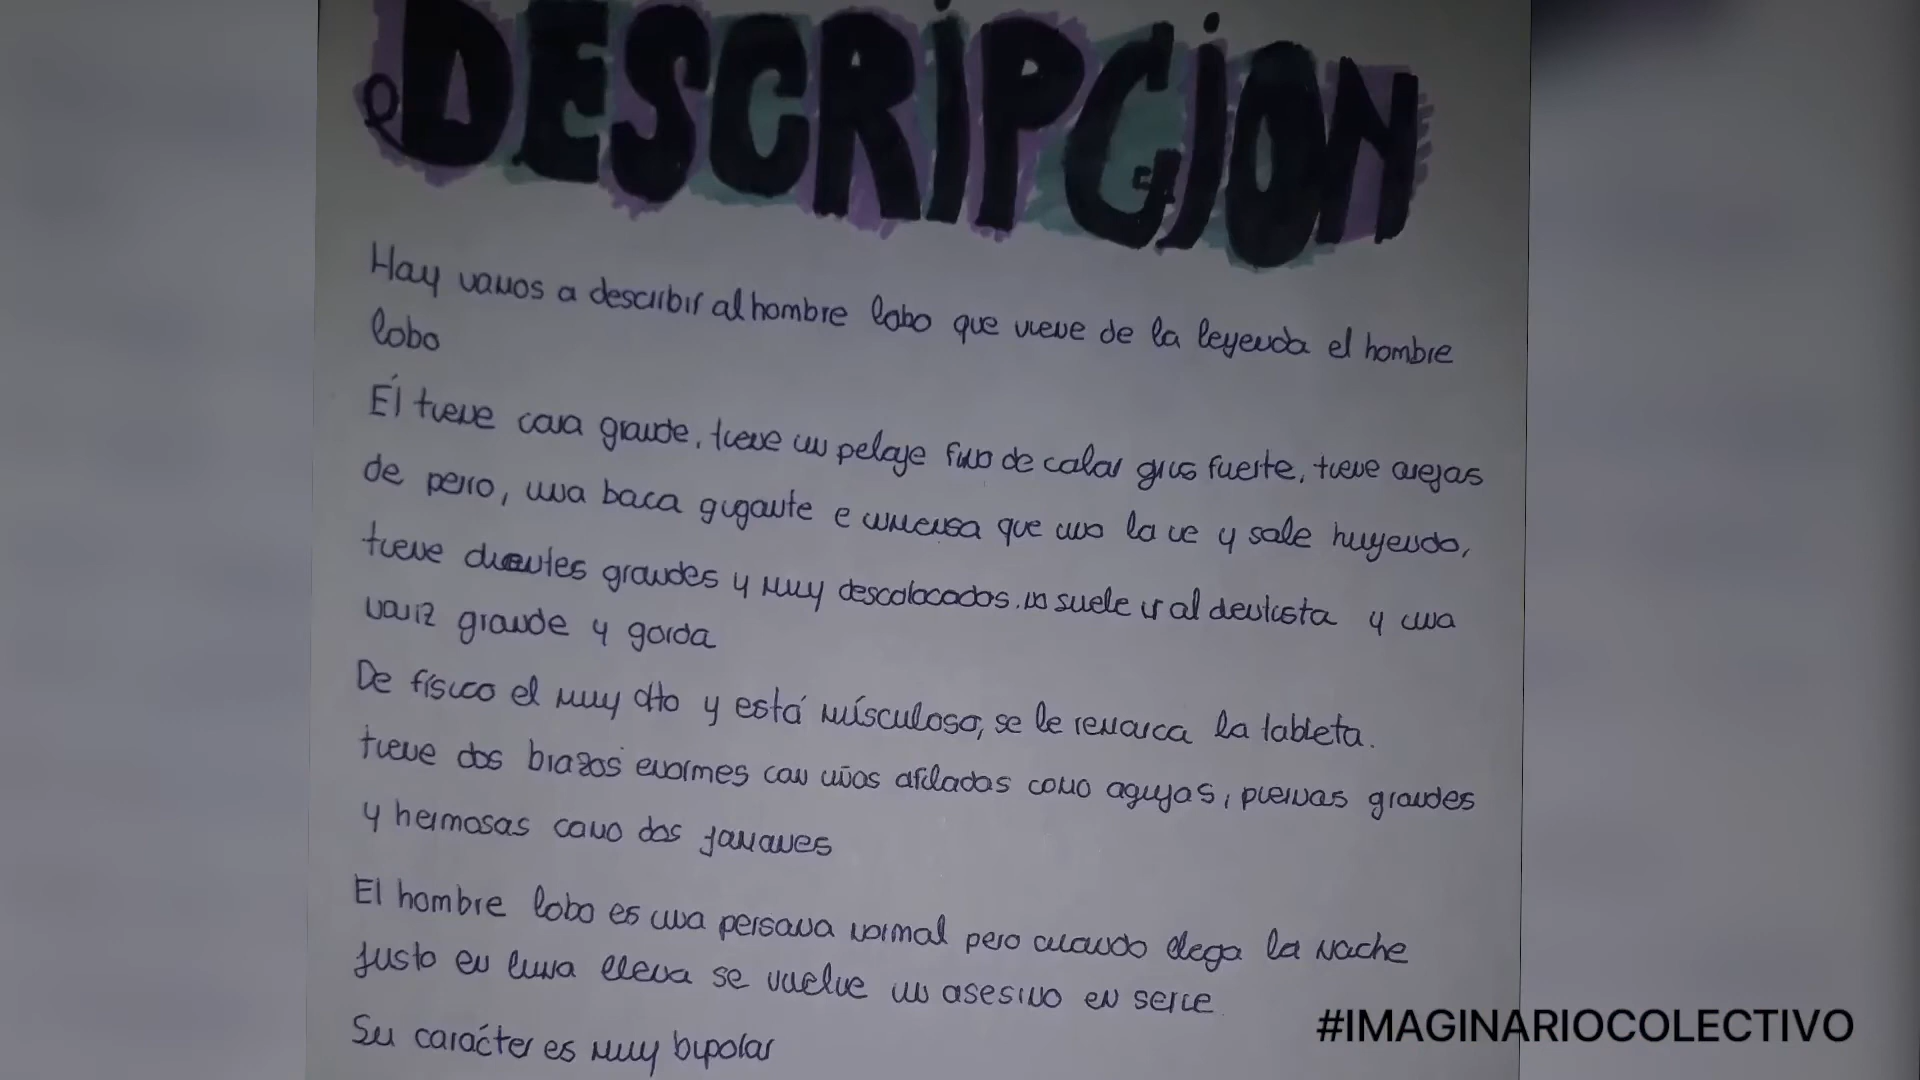 DESCRIPCION
Hoy vamos a describir al hombre lobo que viene de la leyenda el hombre
lobo
Él tiene cara grande, tiene un pelaje fino de color gris fuerte, tiene orejas
de perro, una boca gigante e inmensa que uno la ve y sale huyendo,
tiene dientes grandes y muy descolocados. no suele ir al dentista y una
nariz grande y gorda
De físico el muy alto y está músculoso, se le remarca la tableta.
tiene dos brazos enormes con uñas afiladas como agujas, piernas grandes
y hermosas como dos jamones
El hombre lobo es una persona normal pero cuando llega la noche
justo en luna llena se vuelve un asesino en serie
Su carácter es muy bipolar
#IMAGINARIOCOLECTIVO